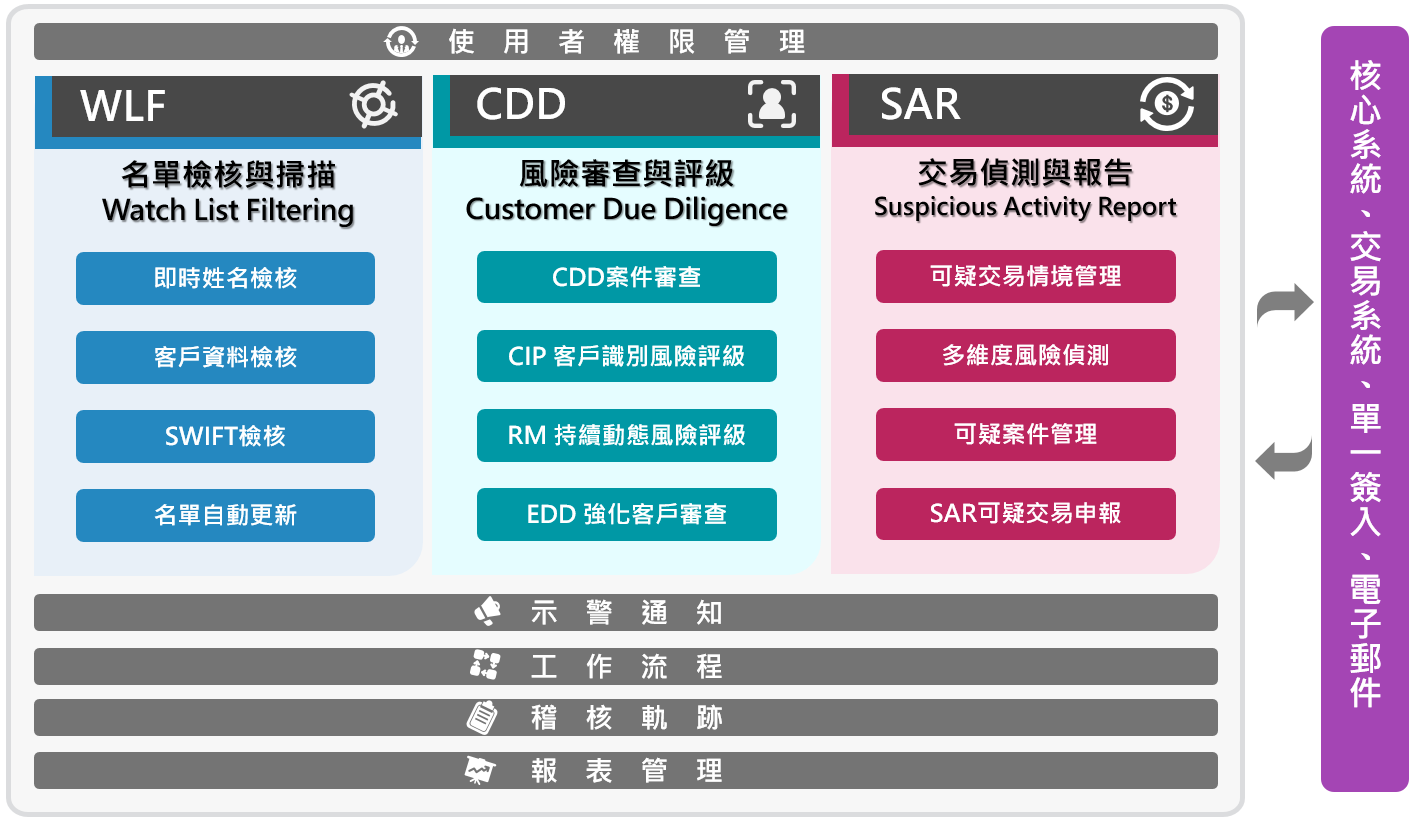 使用者權限管理
WLF
名單檢核與掃描
Watch List Filtering
即時姓名檢核
客戶資料檢核
SWIFT檢核
名單自動更新
CDD
風險審查與評級
Customer Due Diligence
CDD案件審查
CIP 客戶識別風險評級
RM 持續動態風險評級
EDD 強化客戶審查
SAR
交易偵測與報告
Suspicious Activity Report
可疑交易情境管理
多維度風險偵測
可疑案件管理
SAR可疑交易申報
示警通知
工作流程
稽核軌跡
報表管理
核心系統、交易系統、單一簽入、電子郵件